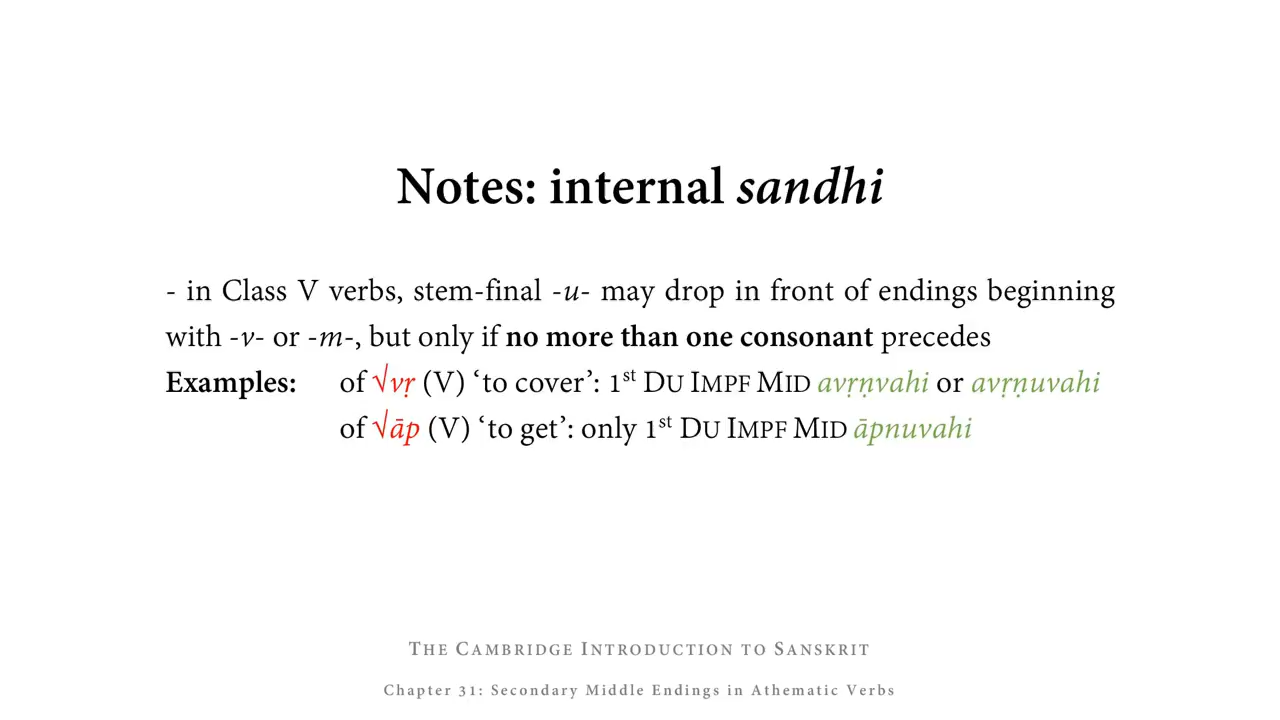 Notes: internal sandhi
- in Class V verbs, stem-final -u- may drop in front of endings beginning
with -v- or -m-, but only if no more than one consonant precedes
Examples: of √vṛ (V) ‘to cover’: 1st Du Impf Mid avṛṇvahi or avṛṇuvahi
of √āp (V) ‘to get’: only 1st Du Impf Mid āpnuvahi
The Cambridge Introduction to Sanskrit
Chapter 31: Secondary Middle Endings in Athematic Verbs